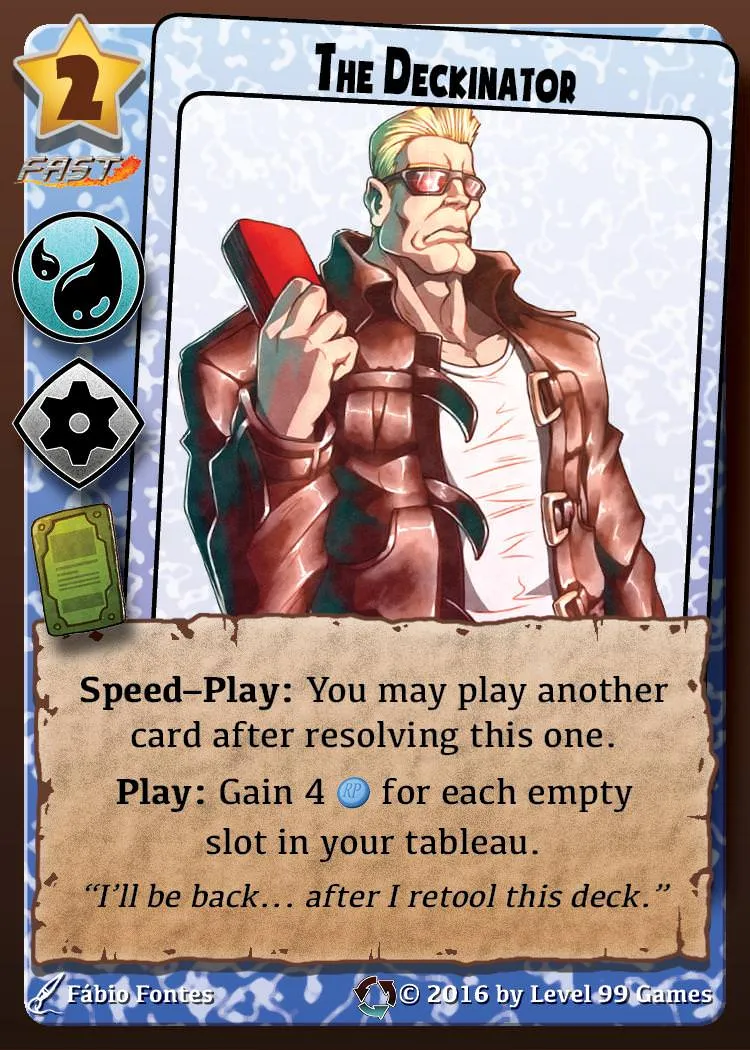 2
The Deckinator
FAST
Speed–Play: You may play another
card after resolving this one.
Play: Gain 4 RP for each empty
slot in your tableau.
“I’ll be back... after I retool this deck.”
Fábio Fontes
© 2016 by Level 99 Games